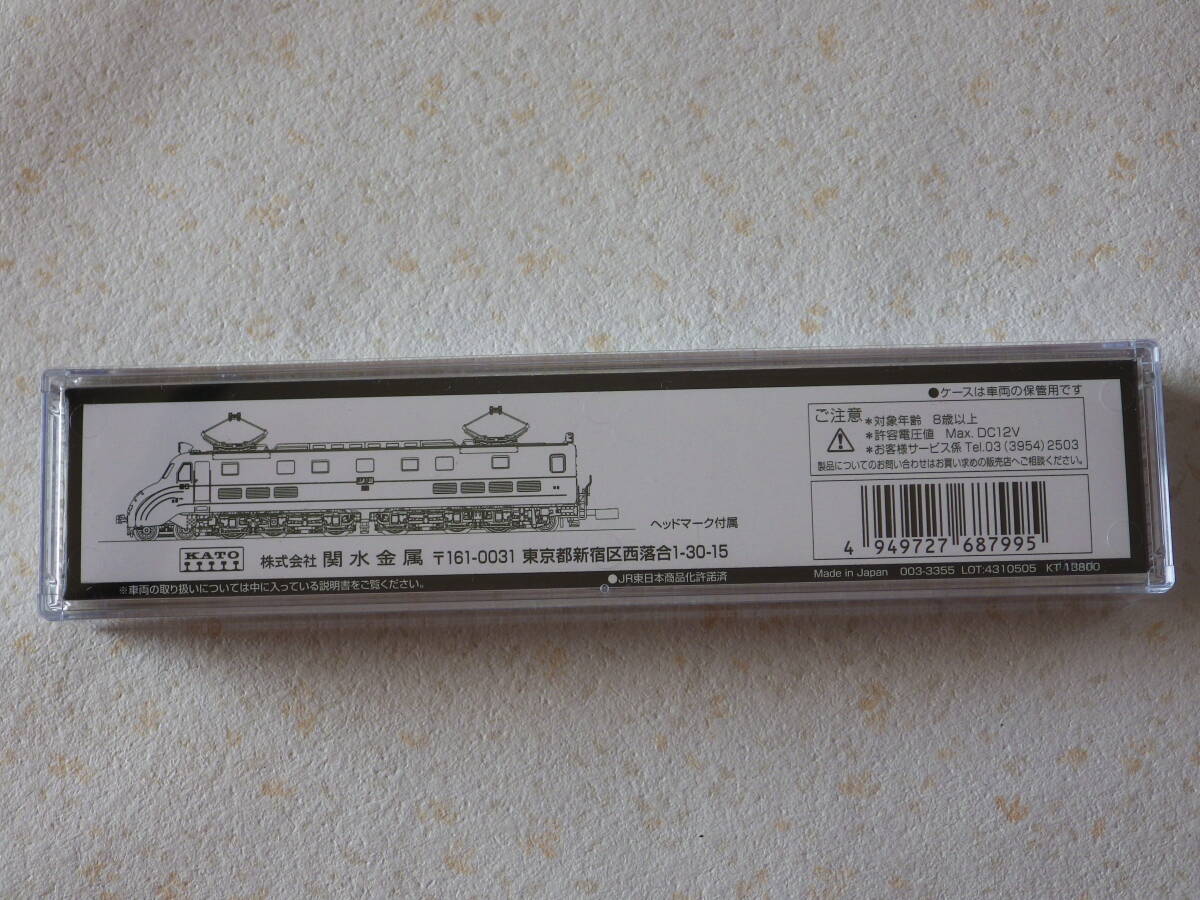 ●ケースは車両の保管用です
ご注意
＊対象年齢 8歳以上
＊許容電圧値 Max. DC12V
＊お客様サービス係 Tel.03 (3954) 2503
製品についてのお問い合わせはお買い求めの販売店へご相談ください。
ヘッドマーク付属
4 949727 687995
KATO
株式会社 関水金属 〒161-0031 東京都新宿区西落合1-30-15
※車両の取り扱いについては中に入っている説明書をご覧ください。
●JR東日本商品化許諾済
Made in Japan 003-3355 LOT:4310505